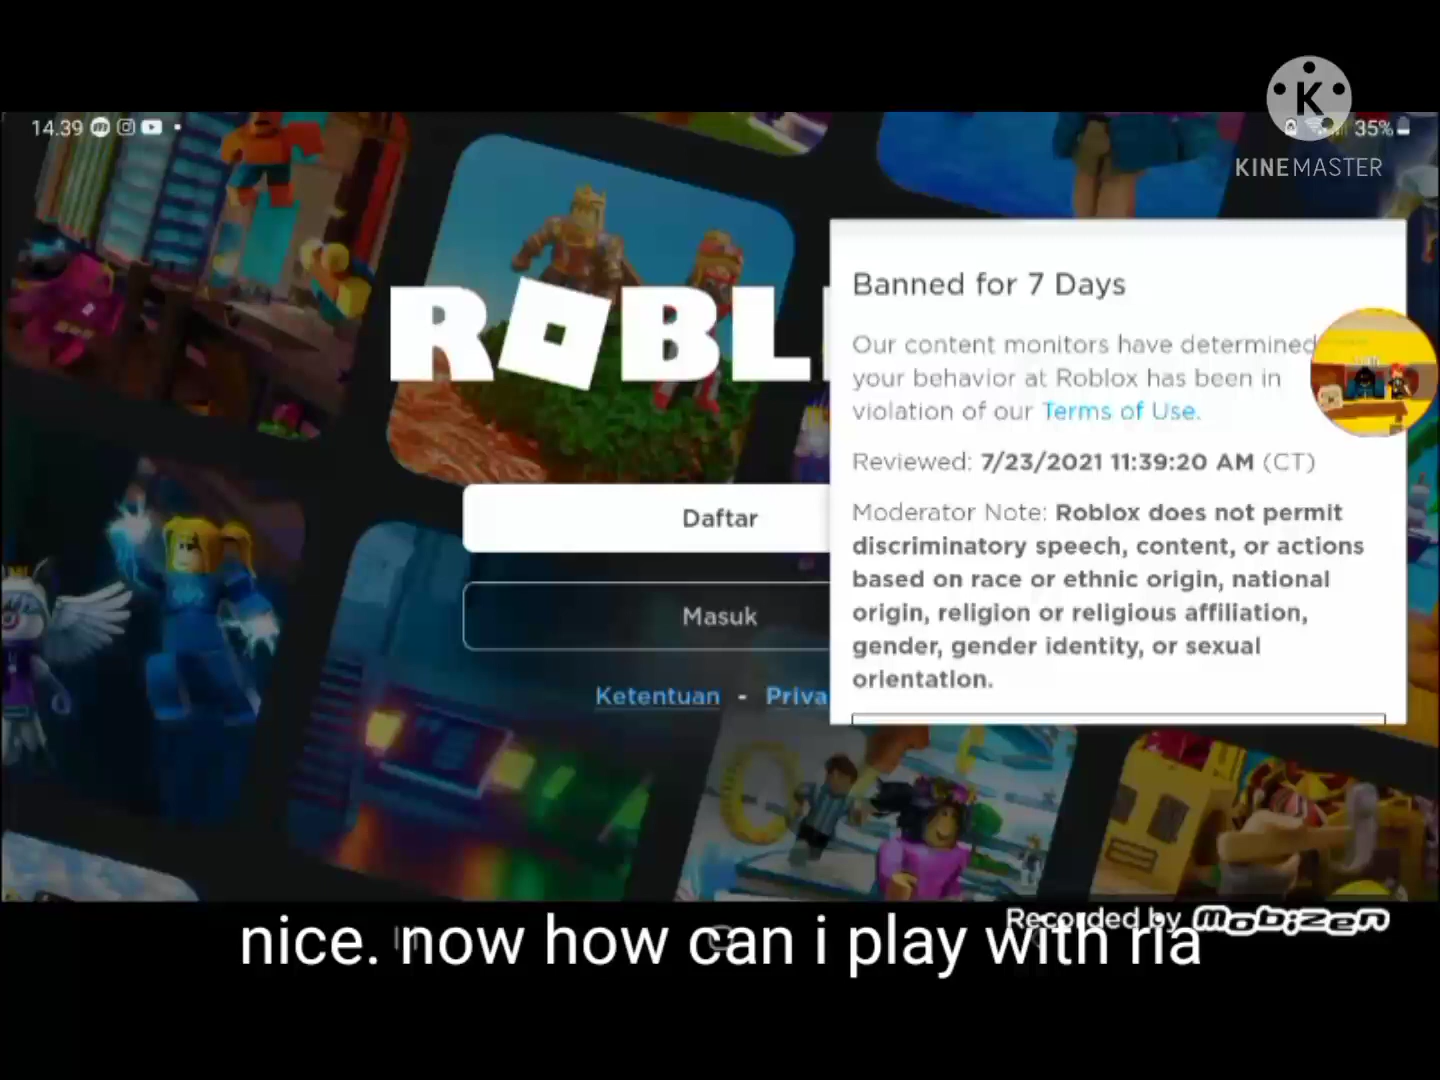 KINEMASTER
14.39
35%
ROBL
Banned for 7 Days
Our content monitors have determined
your behavior at Roblox has been in
violation of our Terms of Use.
Reviewed: 7/23/2021 11:39:20 AM (CT)
Moderator Note: Roblox does not permit
discriminatory speech, content, or actions
based on race or ethnic origin, national
origin, religion or religious affiliation,
gender, gender identity, or sexual
orientation.
Daftar
Masuk
Ketentuan - Priva
Recorded by Mobizen
nice. now how can i play with ria